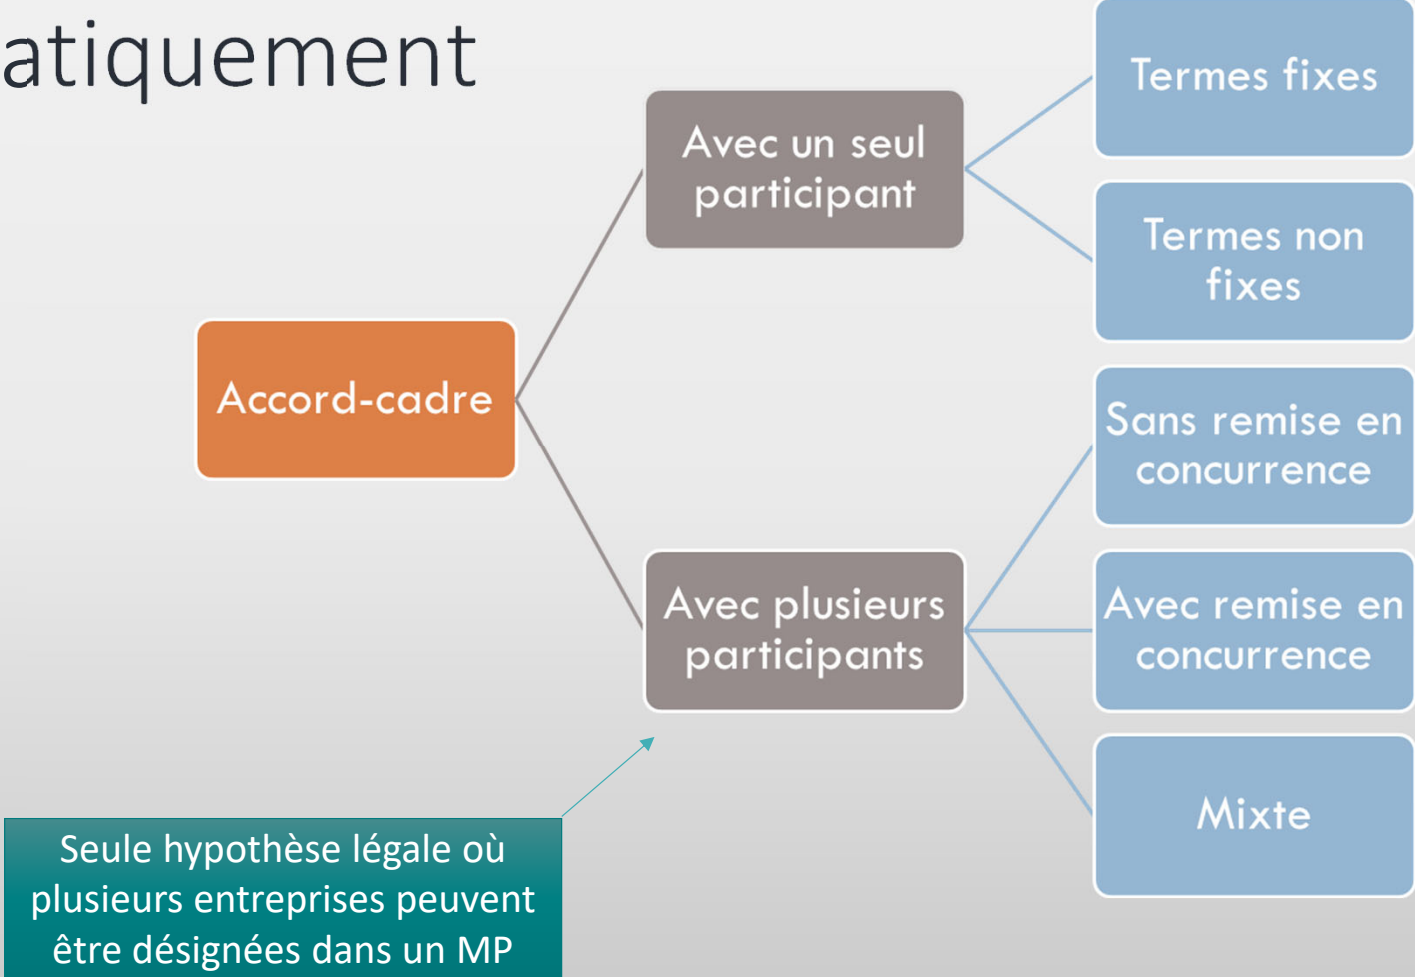 atiquement
Termes fixes
Avec un seul
participant
Termes non
fixes
Accord-cadre
Sans remise en
concurrence
Avec plusieurs
participants
Avec remise en
concurrence
Mixte
Seule hypothèse légale où
plusieurs entreprises peuvent
être désignées dans un MP